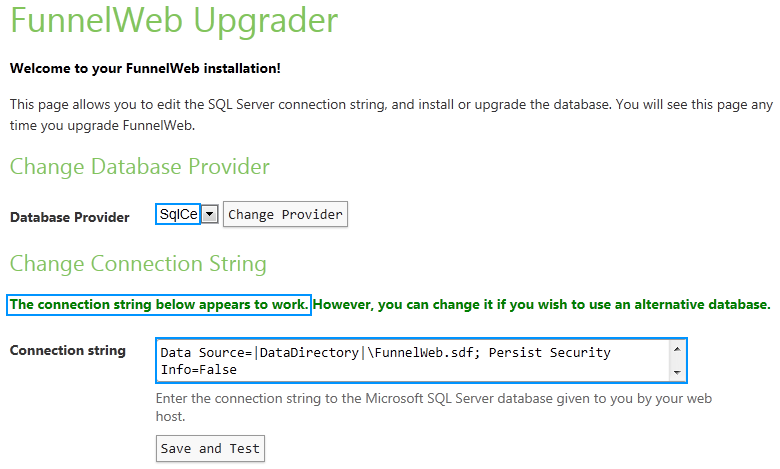 FunnelWeb Upgrader
Welcome to your FunnelWeb installation!
This page allows you to edit the SQL Server connection string, and install or upgrade the database. You will see this page any
time you upgrade FunnelWeb.
Change Database Provider
Database Provider SqlCe Change Provider
Change Connection String
The connection string below appears to work. However, you can change it if you wish to use an alternative database.
Connection string Data Source=|DataDirectory|\FunnelWeb.sdf; Persist Security
Info=False
Enter the connection string to the Microsoft SQL Server database given to you by your web
host.
Save and Test